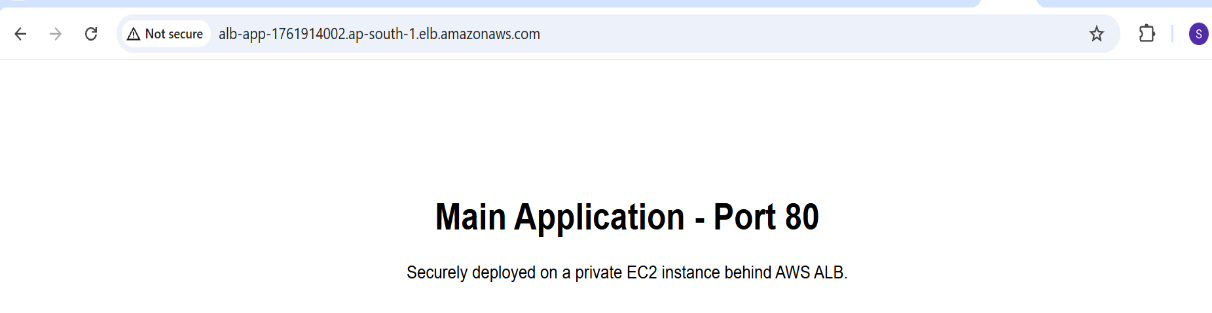 Not secure alb-app-1761914002.ap-south-1.elb.amazonaws.com S
Main Application - Port 80
Securely deployed on a private EC2 instance behind AWS ALB.